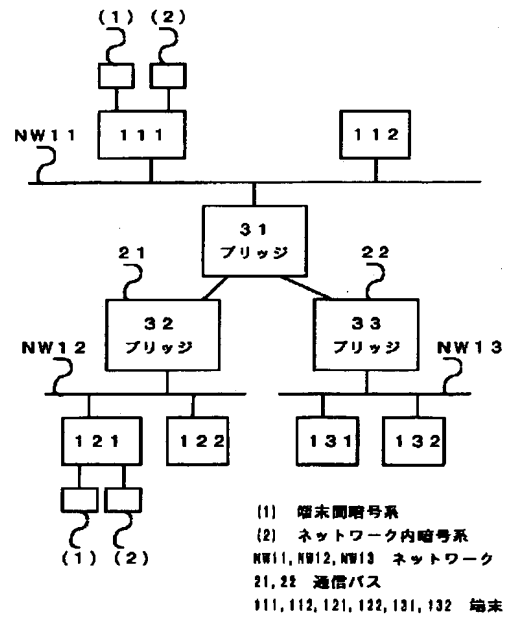 (1) (2)
111
112
NW11
31
ブリッジ
21
22
32
ブリッジ
33
ブリッジ
NW12
NW13
121
122
131
132
(1) (2)
(1) 端末間暗号系
(2) ネットワーク内暗号系
NW11,NW12,NW13 ネットワーク
21,22 通信パス
111,112,121,122,131,132 端末